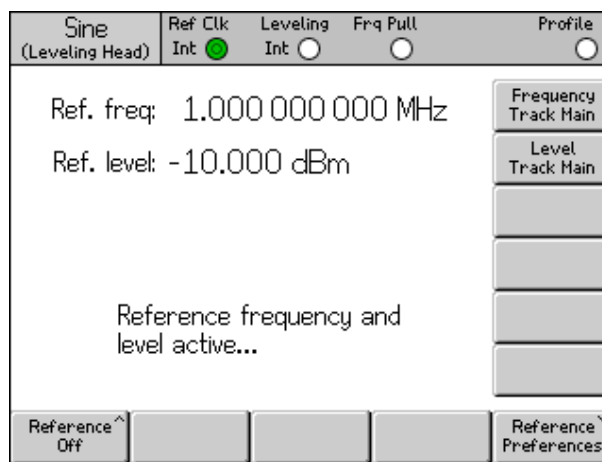 Sine
(Leveling Head)
Ref Clk
Int
Leveling
Int
Frq Pull
Profile
Ref. freq: 1.000 000 000 MHz
Frequency
Track Main
Ref. level: -10.000 dBm
Level
Track Main
Reference frequency and
level active...
Reference^
Off
Reference
Preferences